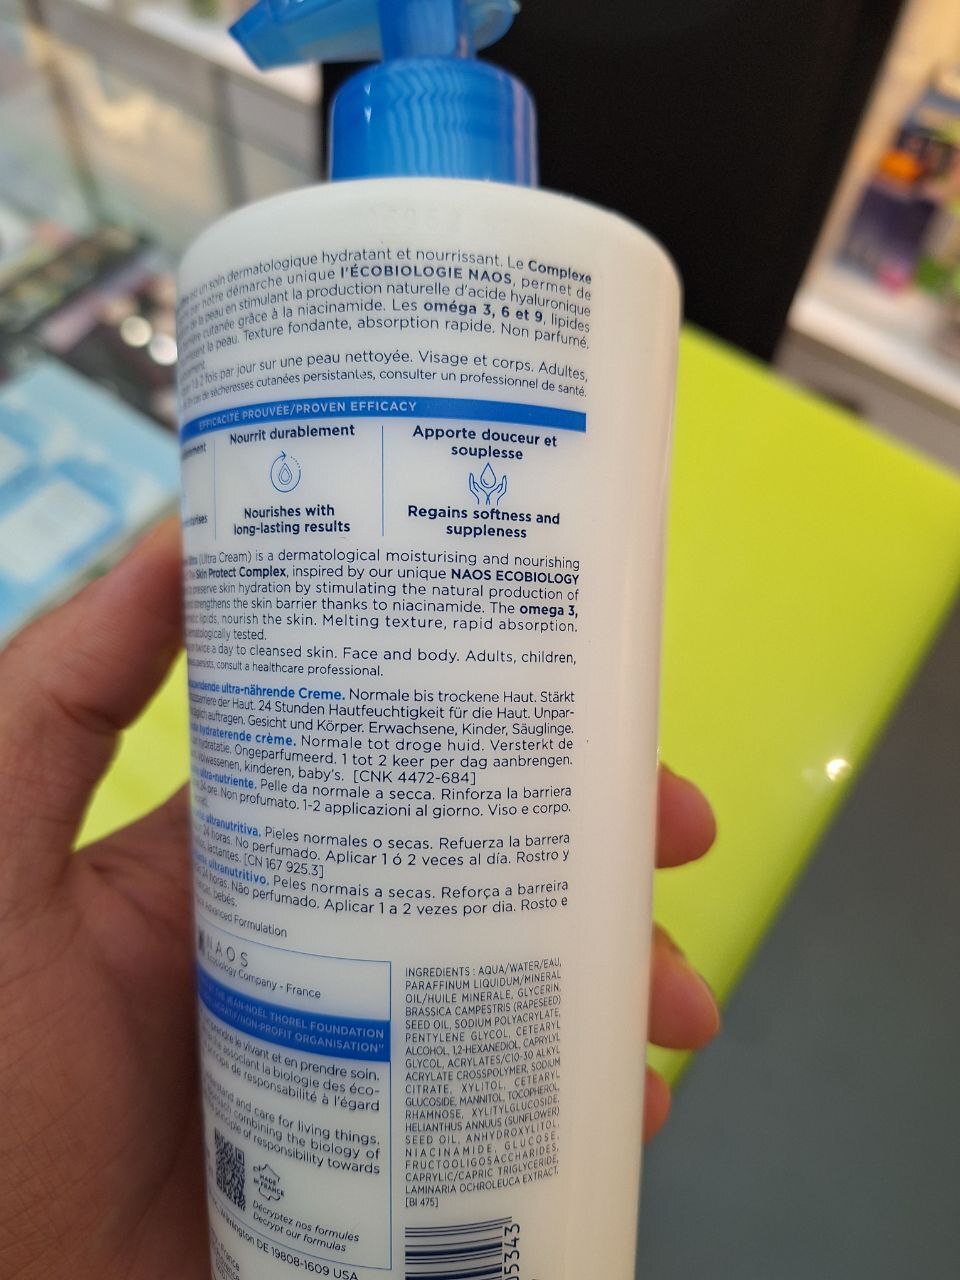 est un soin dermatologique hydratant et nourrissant. Le Complexe
par notre démarche unique l'ÉCOBIOLOGIE NAOS, permet de
de la peau en stimulant la production naturelle d'acide hyaluronique
cutanée grâce à la niacinamide. Les oméga 3, 6 et 9, lipides
la peau. Texture fondante, absorption rapide. Non parfumé.
1 à 2 fois par jour sur une peau nettoyée. Visage et corps. Adultes,
de sécheresses cutanées persistantes, consulter un professionnel de santé.
EFFICACITÉ PROUVÉE/PROVEN EFFICACY
Nourrit durablement
Nourishes with
long-lasting results
Apporte douceur et
souplesse
Regains softness and
suppleness
(Ultra Cream) is a dermatological moisturising and nourishing
Skin Protect Complex, inspired by our unique NAOS ECOBIOLOGY
preserve skin hydration by stimulating the natural production of
strengthens the skin barrier thanks to niacinamide. The omega 3,
lipids, nourish the skin. Melting texture, rapid absorption.
tested.
twice a day to cleansed skin. Face and body. Adults, children,
consult a healthcare professional.
ultra-nährende Creme. Normale bis trockene Haut. Stärkt
der Haut. 24 Stunden Hautfeuchtigkeit für die Haut. Unpar-
auftragen. Gesicht und Körper. Erwachsene, Kinder, Säuglinge.
hydraterende crème. Normale tot droge huid. Versterkt de
Ongeparfumeerd. 1 tot 2 keer per dag aanbrengen.
kinderen, baby's. [CNK 4472-684]
ultra-nutriente. Pelle da normale a secca. Rinforza la barriera
24 ore. Non profumato. 1-2 applicazioni al giorno. Viso e corpo.
ultranutritiva. Pieles normales o secas. Refuerza la barrera
24 horas. No perfumado. Aplicar 1 ó 2 veces al día. Rostro y
lactantes. [CN 167 925.3]
ultranutritivo. Peles normais a secas. Reforça a barreira
24 horas. Não perfumado. Aplicar 1 a 2 vezes por dia. Rosto e
bebés.
Advanced Formulation
NAOS
Ecobiology Company - France
THE JEAN-NOËL THOREL FOUNDATION
NON-PROFIT ORGANISATION"
le vivant et en prendre soin.
associant la biologie des éco-
principe de responsabilité à l'égard
and care for living things.
combining the biology of
principle of responsibility towards
MADE
IN FRANCE
Décryptez nos formules
Decrypt our formulas
Wilmington DE 19808-1609 USA
INGREDIENTS : AQUA/WATER/EAU,
PARAFFINUM LIQUIDUM/MINERAL
OIL/HUILE MINERALE, GLYCERIN,
BRASSICA CAMPESTRIS (RAPESEED)
SEED OIL, SODIUM POLYACRYLATE,
PENTYLENE GLYCOL, CETEARYL
ALCOHOL, 1,2-HEXANEDIOL, CAPRYLYL
GLYCOL, ACRYLATES/C10-30 ALKYL
ACRYLATE CROSSPOLYMER, SODIUM
CITRATE, XYLITOL, CETEARYL
GLUCOSIDE, MANNITOL, TOCOPHEROL,
RHAMNOSE, XYLITYLGLUCOSIDE,
HELIANTHUS ANNUUS (SUNFLOWER)
SEED OIL, ANHYDROXYLITOL,
NIACINAMIDE, GLUCOSE,
FRUCTOOLIGOSACCHARIDES,
CAPRYLIC/CAPRIC TRIGLYCERIDE,
LAMINARIA OCHROLEUCA EXTRACT.
[BI 475]
05343